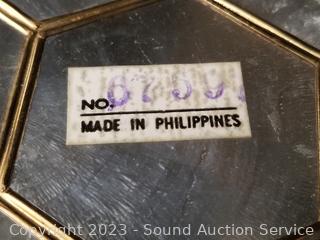 NO.
MADE IN PHILIPPINES
Copyright 2023 - Sound Auction Service